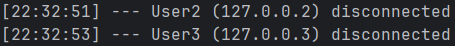 [22:32:51] --- User2 (127.0.0.2) disconnected
[22:32:53] --- User3 (127.0.0.3) disconnected